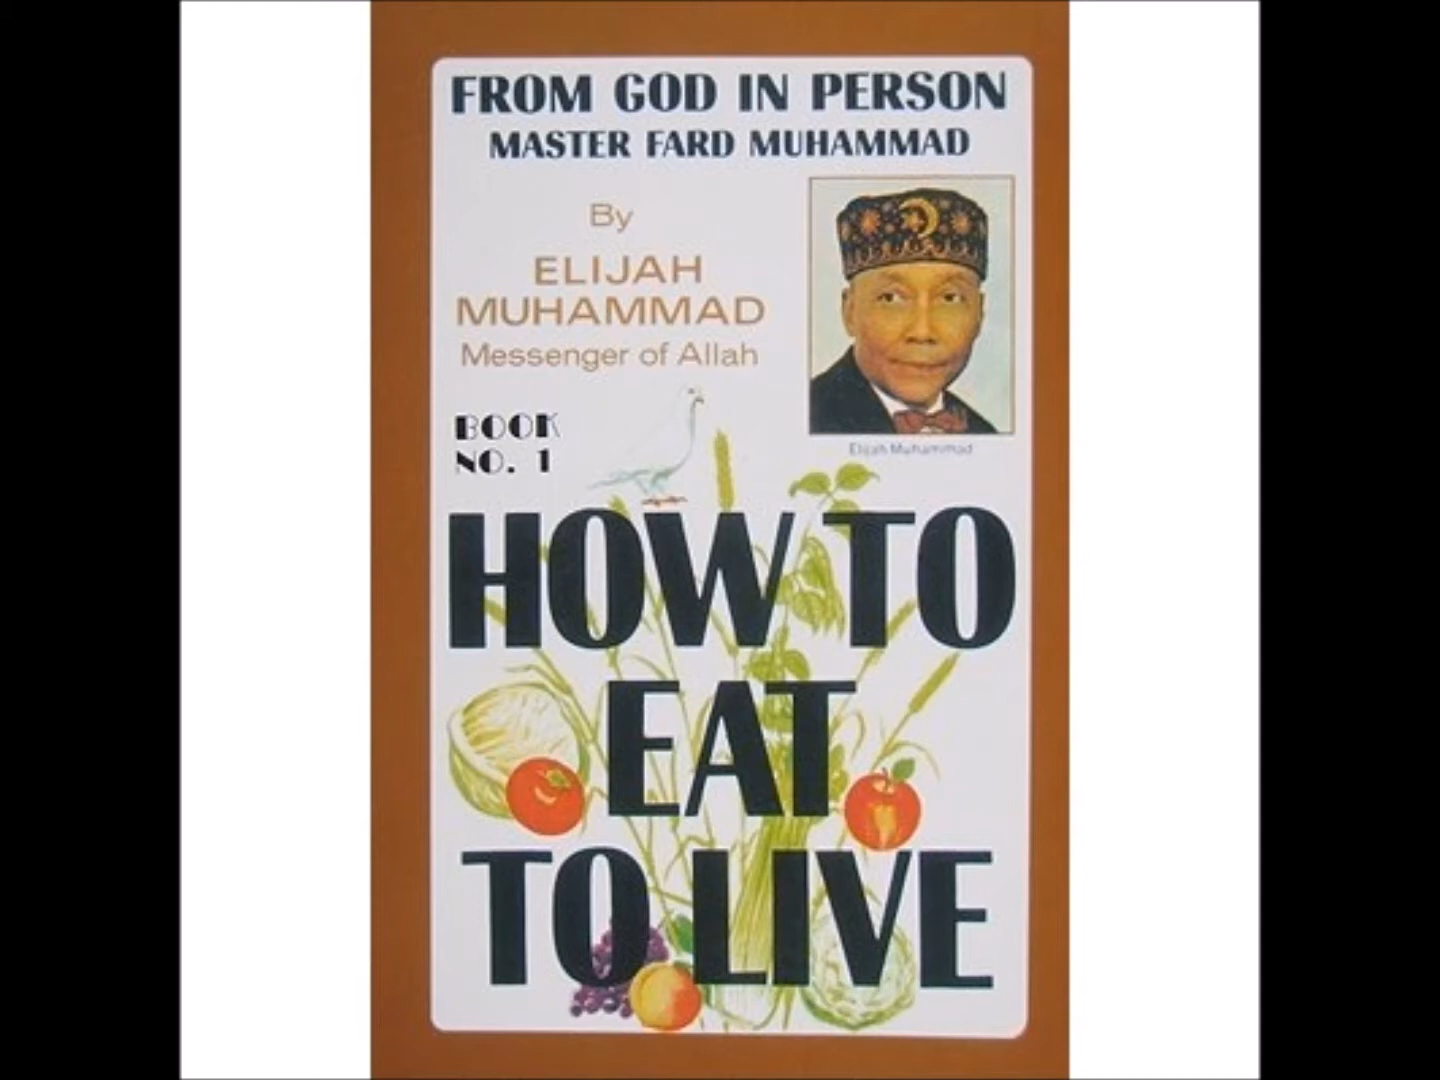 FROM GOD IN PERSON
MASTER FARD MUHAMMAD
By
ELIJAH
MUHAMMAD
Messenger of Allah
Elijah Muhammad
BOOK
NO. 1
HOW TO
EAT
TO LIVE